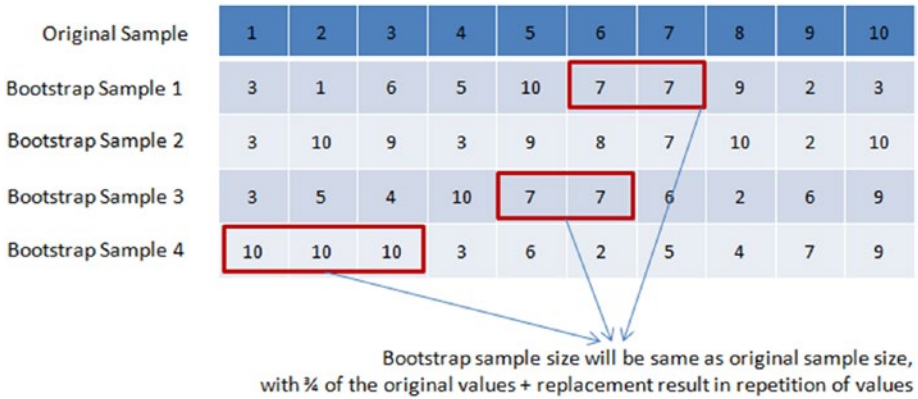 Original Sample 1 2 3 4 5 6 7 8 9 10
Bootstrap Sample 1 3 1 6 5 10 7 7 9 2 3
Bootstrap Sample 2 3 10 9 3 9 8 7 10 2 10
Bootstrap Sample 3 3 5 4 10 7 7 6 2 6 9
Bootstrap Sample 4 10 10 10 3 6 2 5 4 7 9
Bootstrap sample size will be same as original sample size,
with ¾ of the original values + replacement result in repetition of values